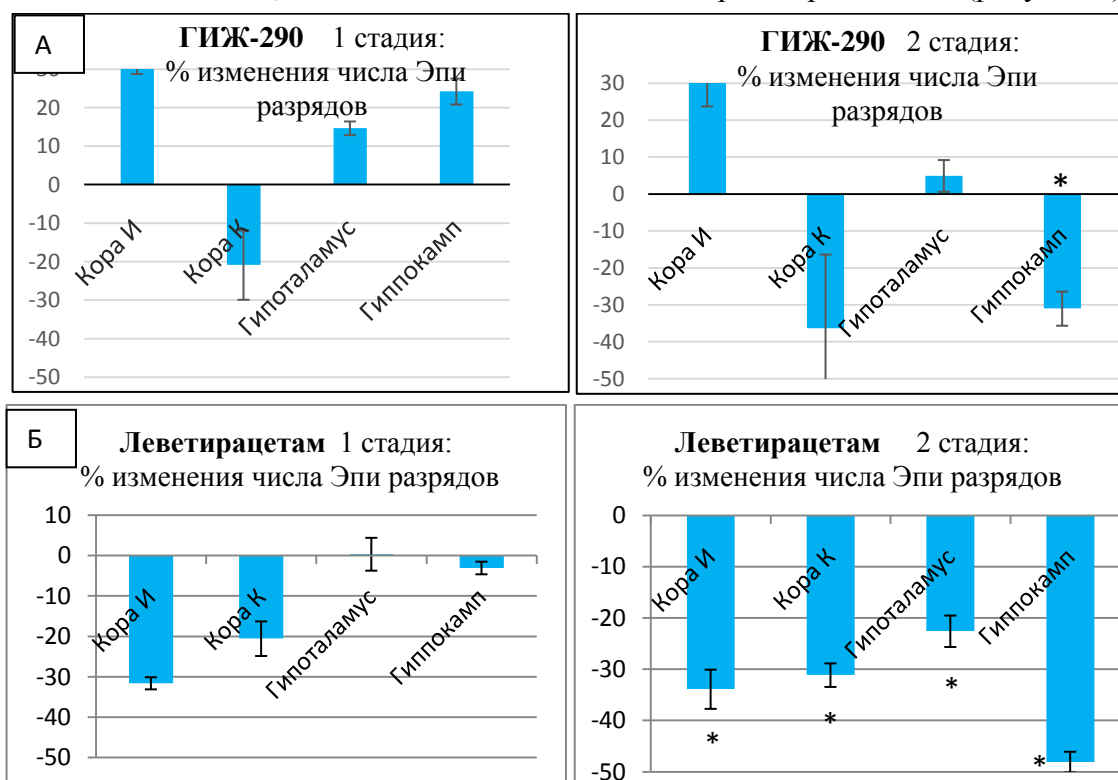 А
ГИЖ-290 1 стадия:
% изменения числа Эпи
разрядов
20
10
0
-10
-20
-30
-40
-50
Кора И
Кора К
Гипоталамус
Гиппокамп
ГИЖ-290 2 стадия:
% изменения числа Эпи
разрядов
30
20
10
0
-10
-20
-30
-40
-50
*
Кора И
Кора К
Гипоталамус
Гиппокамп
Б
Леветирацетам 1 стадия:
% изменения числа Эпи разрядов
10
0
-10
-20
-30
-40
-50
Кора И
Кора К
Гипоталамус
Гиппокамп
Леветирацетам 2 стадия:
% изменения числа Эпи разрядов
0
-10
-20
-30
-40
-50
Кора И
Кора К
Гипоталамус
Гиппокамп
*
*
*
*